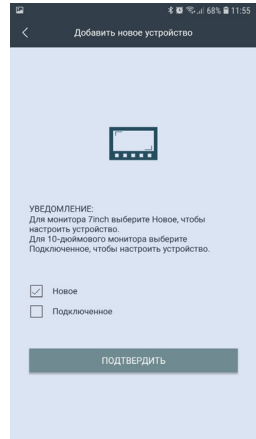 68% 11:55
Добавить новое устройство
УВЕДОМЛЕНИЕ:
Для монитора 7inch выберите Новое, чтобы
настроить устройство.
Для 10-дюймового монитора выберите
Подключенное, чтобы настроить устройство.
Новое
Подключенное
ПОДТВЕРДИТЬ